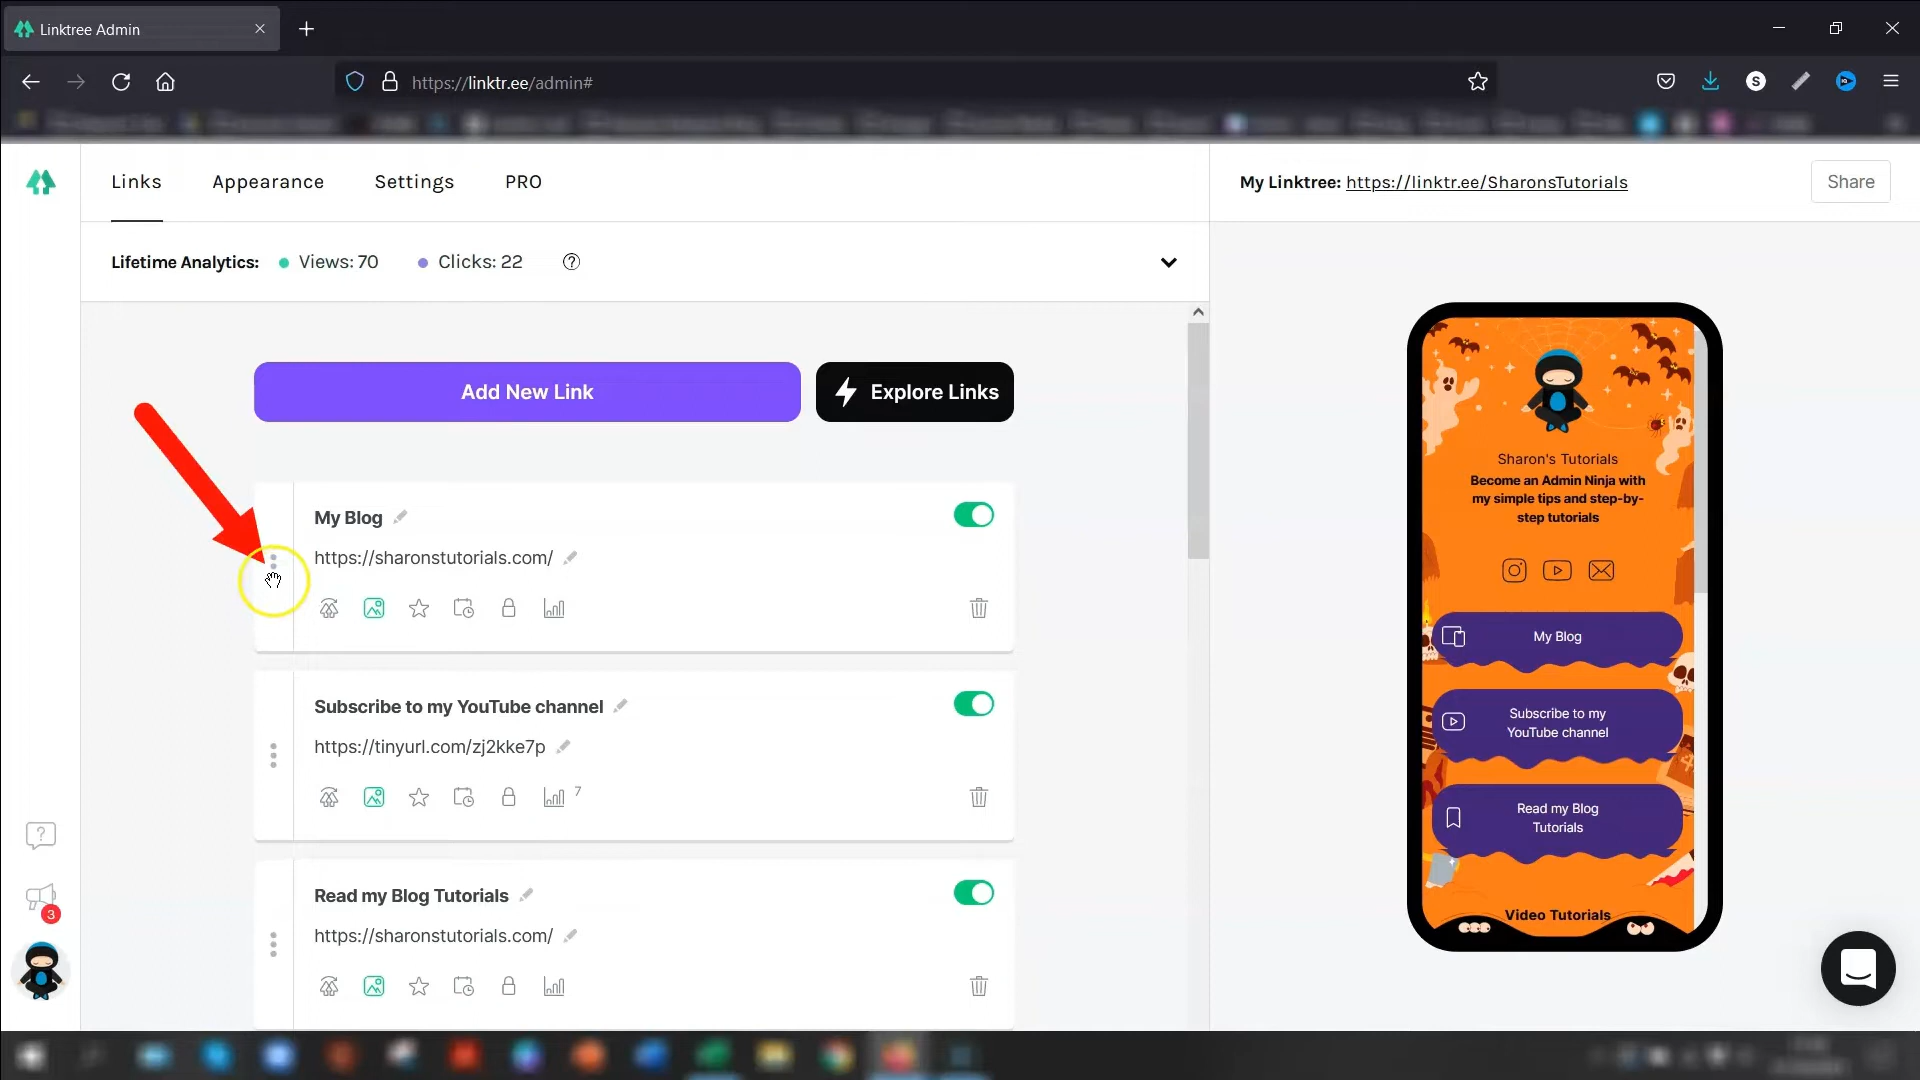 Linktree Admin
https://linktr.ee/admin#
S
Links
Appearance
Settings
PRO
My Linktree: https://linktr.ee/SharonsTutorials
Share
Lifetime Analytics:
Views: 70
Clicks: 22
Add New Link
Explore Links
My Blog
https://sharonstutorials.com/
Subscribe to my YouTube channel
https://tinyurl.com/zj2kke7p
7
Read my Blog Tutorials
https://sharonstutorials.com/
3
Sharon's Tutorials
Become an Admin Ninja with
my simple tips and step-by-
step tutorials
My Blog
Subscribe to my
YouTube channel
Read my Blog
Tutorials
Video Tutorials